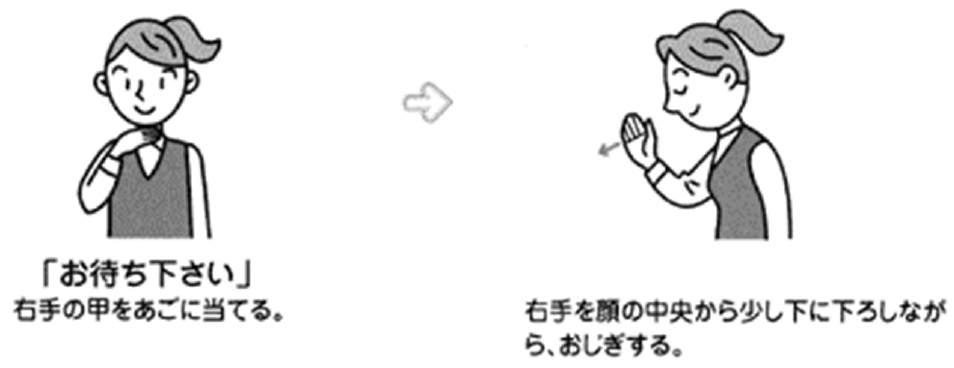 「お待ち下さい」
右手の甲をあごに当てる。
右手を顔の中央から少し下に下ろしなが
ら、おじぎする。